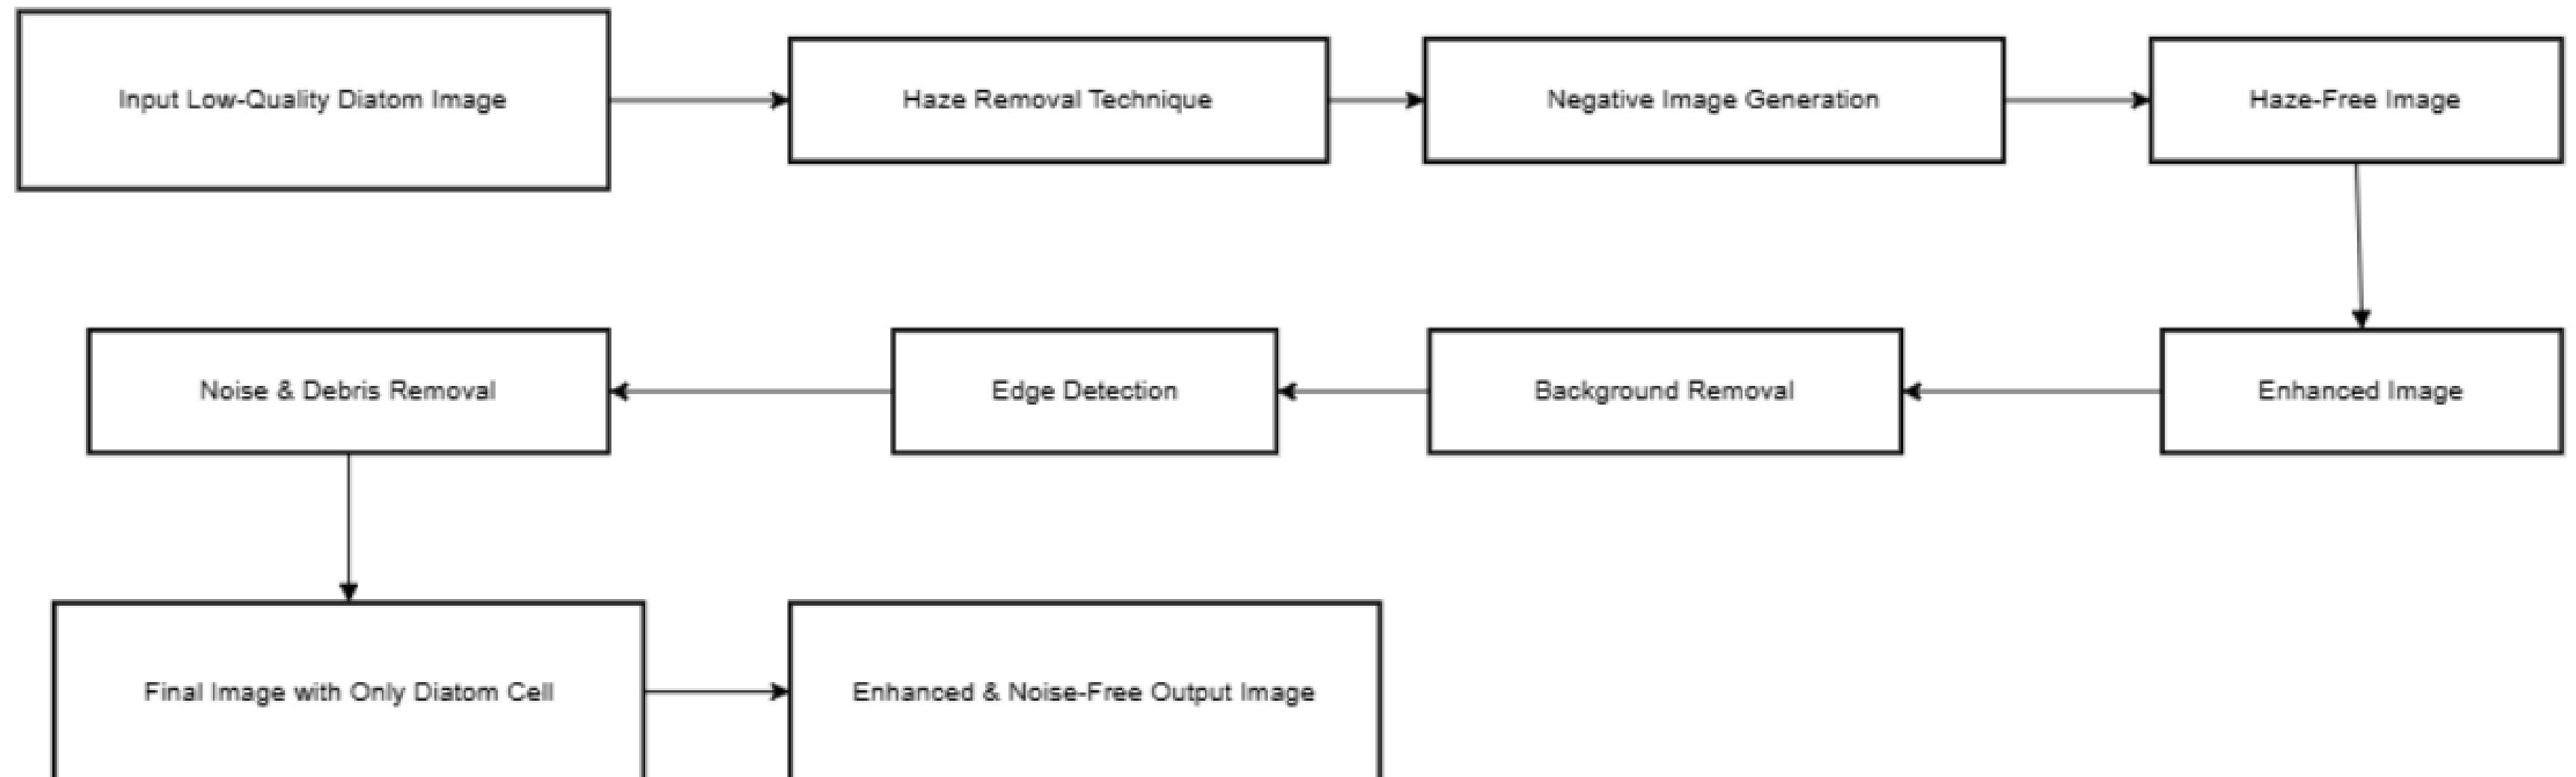 Input Low-Quality Diatom Image
Haze Removal Technique
Negative Image Generation
Haze-Free Image
Enhanced Image
Background Removal
Edge Detection
Noise & Debris Removal
Final Image with Only Diatom Cell
Enhanced & Noise-Free Output Image